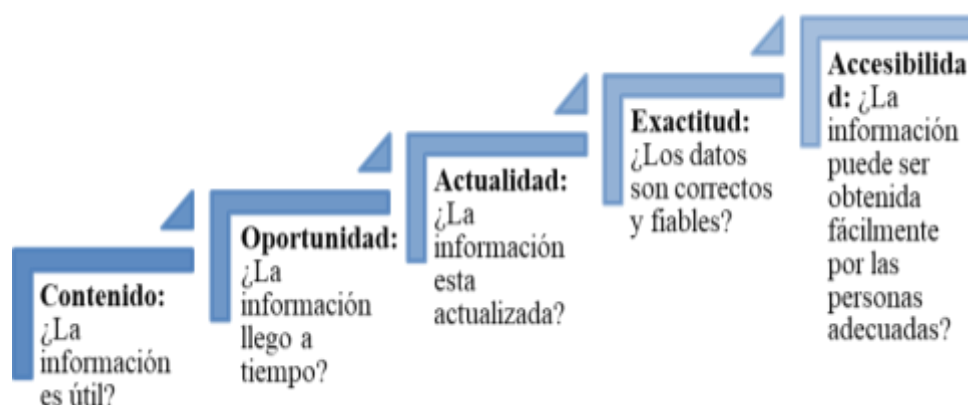 Contenido:
¿La
información
es útil?
Oportunidad:
¿La
información
llego a
tiempo?
Actualidad:
¿La
información
esta
actualizada?
Exactitud:
¿Los datos
son correctos
y fiables?
Accesibilida
d: ¿La
información
puede ser
obtenida
fácilmente
por las
personas
adecuadas?